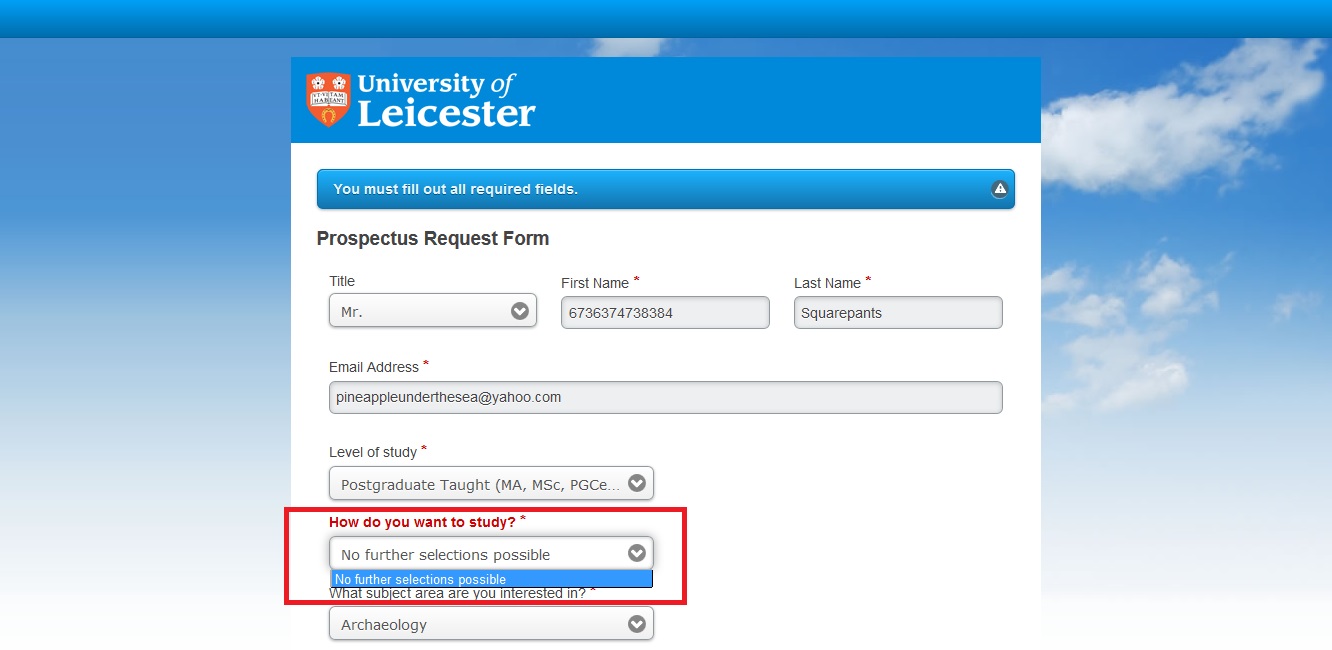 University of
Leicester
ET·VITAM
HABEANT
You must fill out all required fields.
Prospectus Request Form
Title
First Name *
Last Name *
Mr.
6736374738384
Squarepants
Email Address *
pineappleunderthesea@yahoo.com
Level of study *
Postgraduate Taught (MA, MSc, PGCe...
How do you want to study? *
No further selections possible
No further selections possible
What subject area are you interested in? *
Archaeology